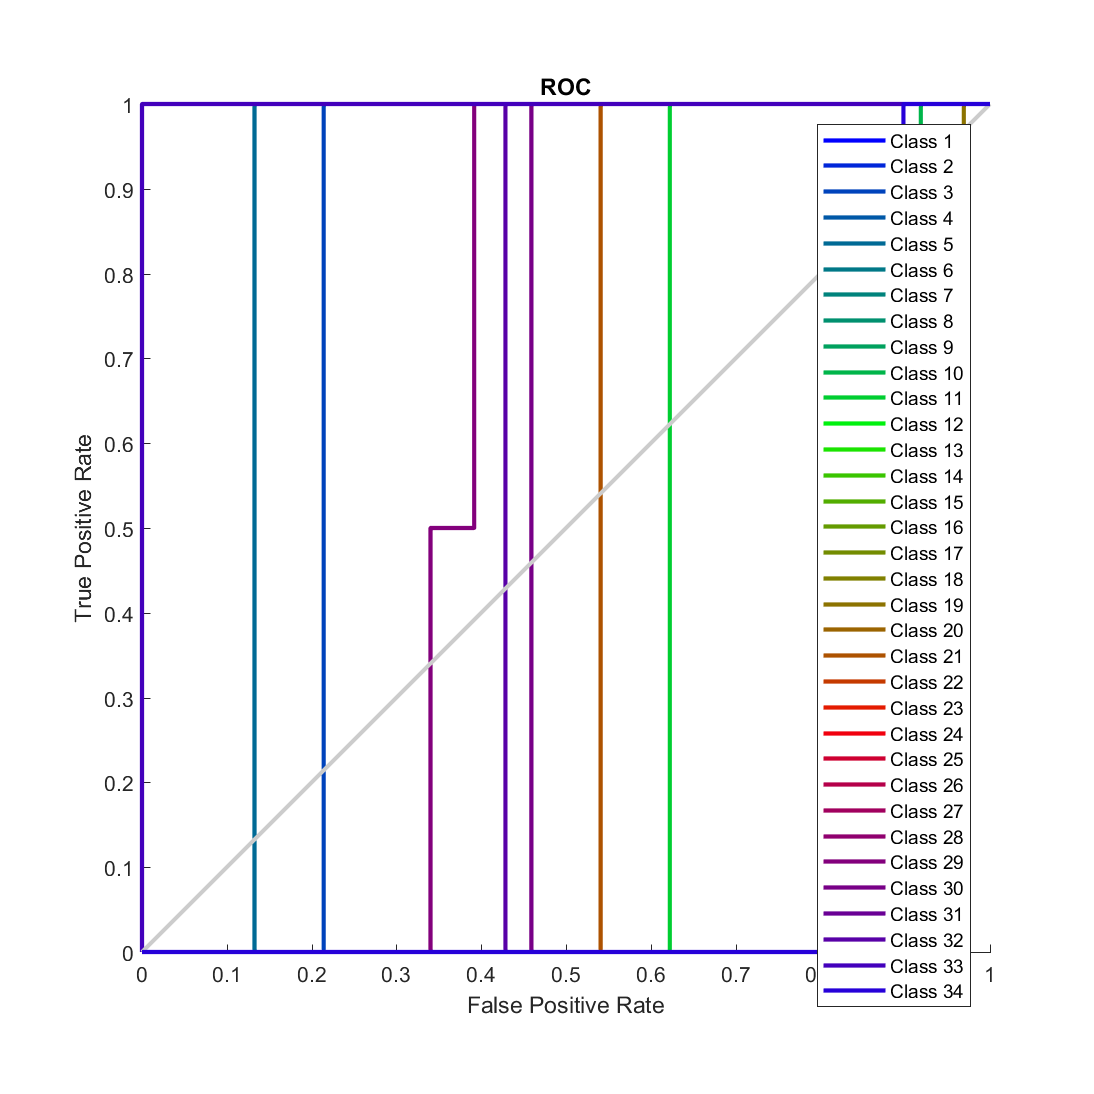 ROC
1
0.9
0.8
0.7
0.6
0.5
0.4
0.3
0.2
0.1
0
True Positive Rate
0 0.1 0.2 0.3 0.4 0.5 0.6 0.7 1
False Positive Rate
Class 1
Class 2
Class 3
Class 4
Class 5
Class 6
Class 7
Class 8
Class 9
Class 10
Class 11
Class 12
Class 13
Class 14
Class 15
Class 16
Class 17
Class 18
Class 19
Class 20
Class 21
Class 22
Class 23
Class 24
Class 25
Class 26
Class 27
Class 28
Class 29
Class 30
Class 31
Class 32
Class 33
Class 34